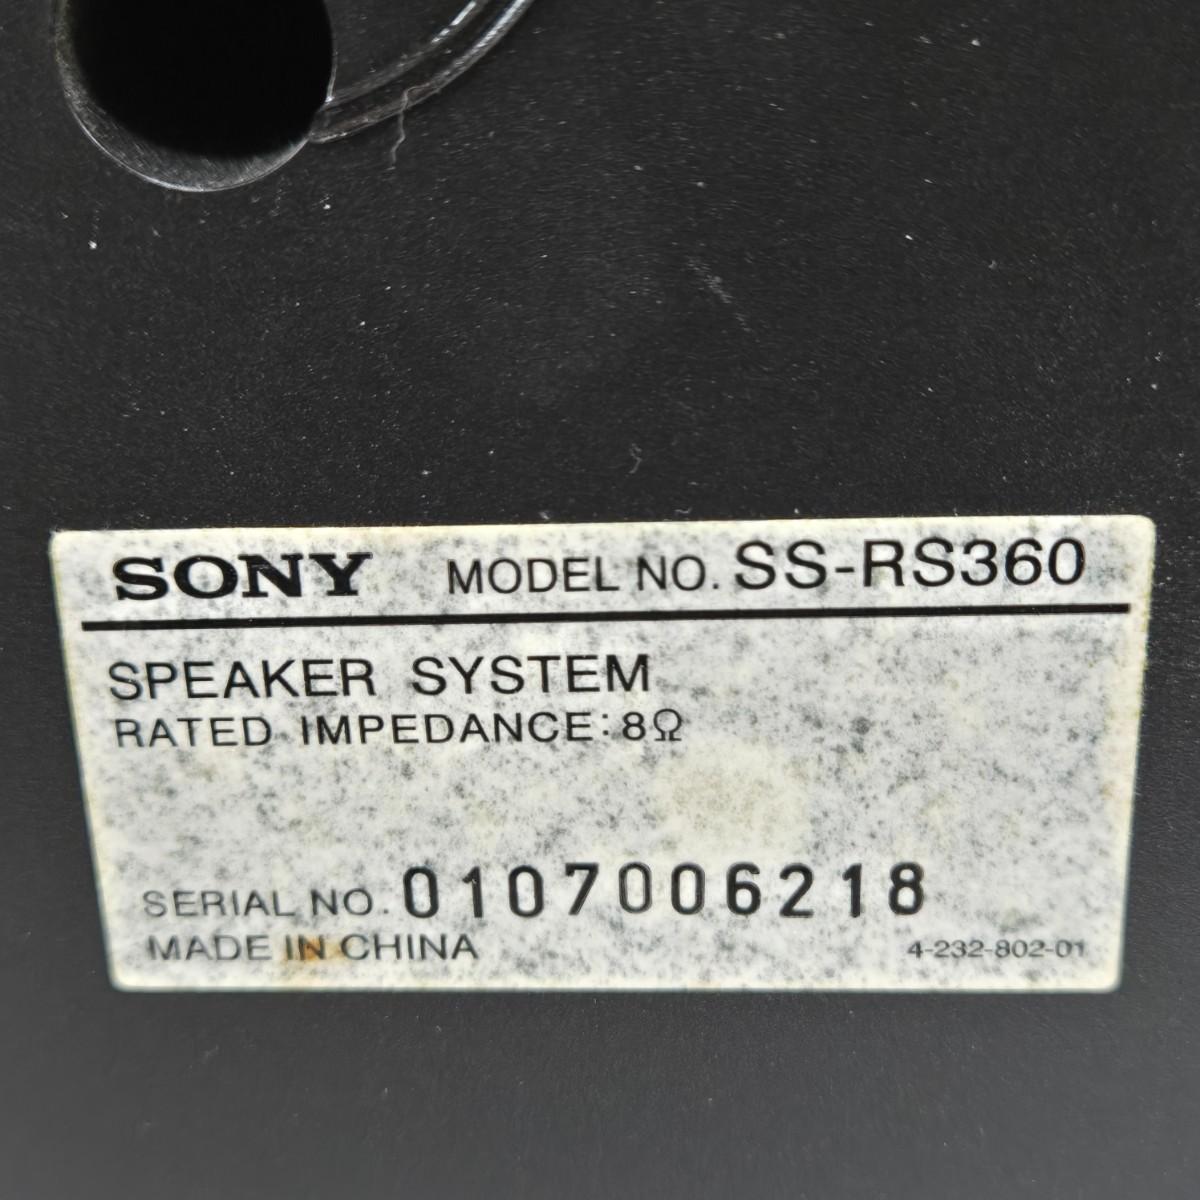 SONY MODEL NO. SS-RS360
SPEAKER SYSTEM
RATED IMPEDANCE:8Ω
SERIAL NO. 0107006218
MADE IN CHINA 4-232-802-01